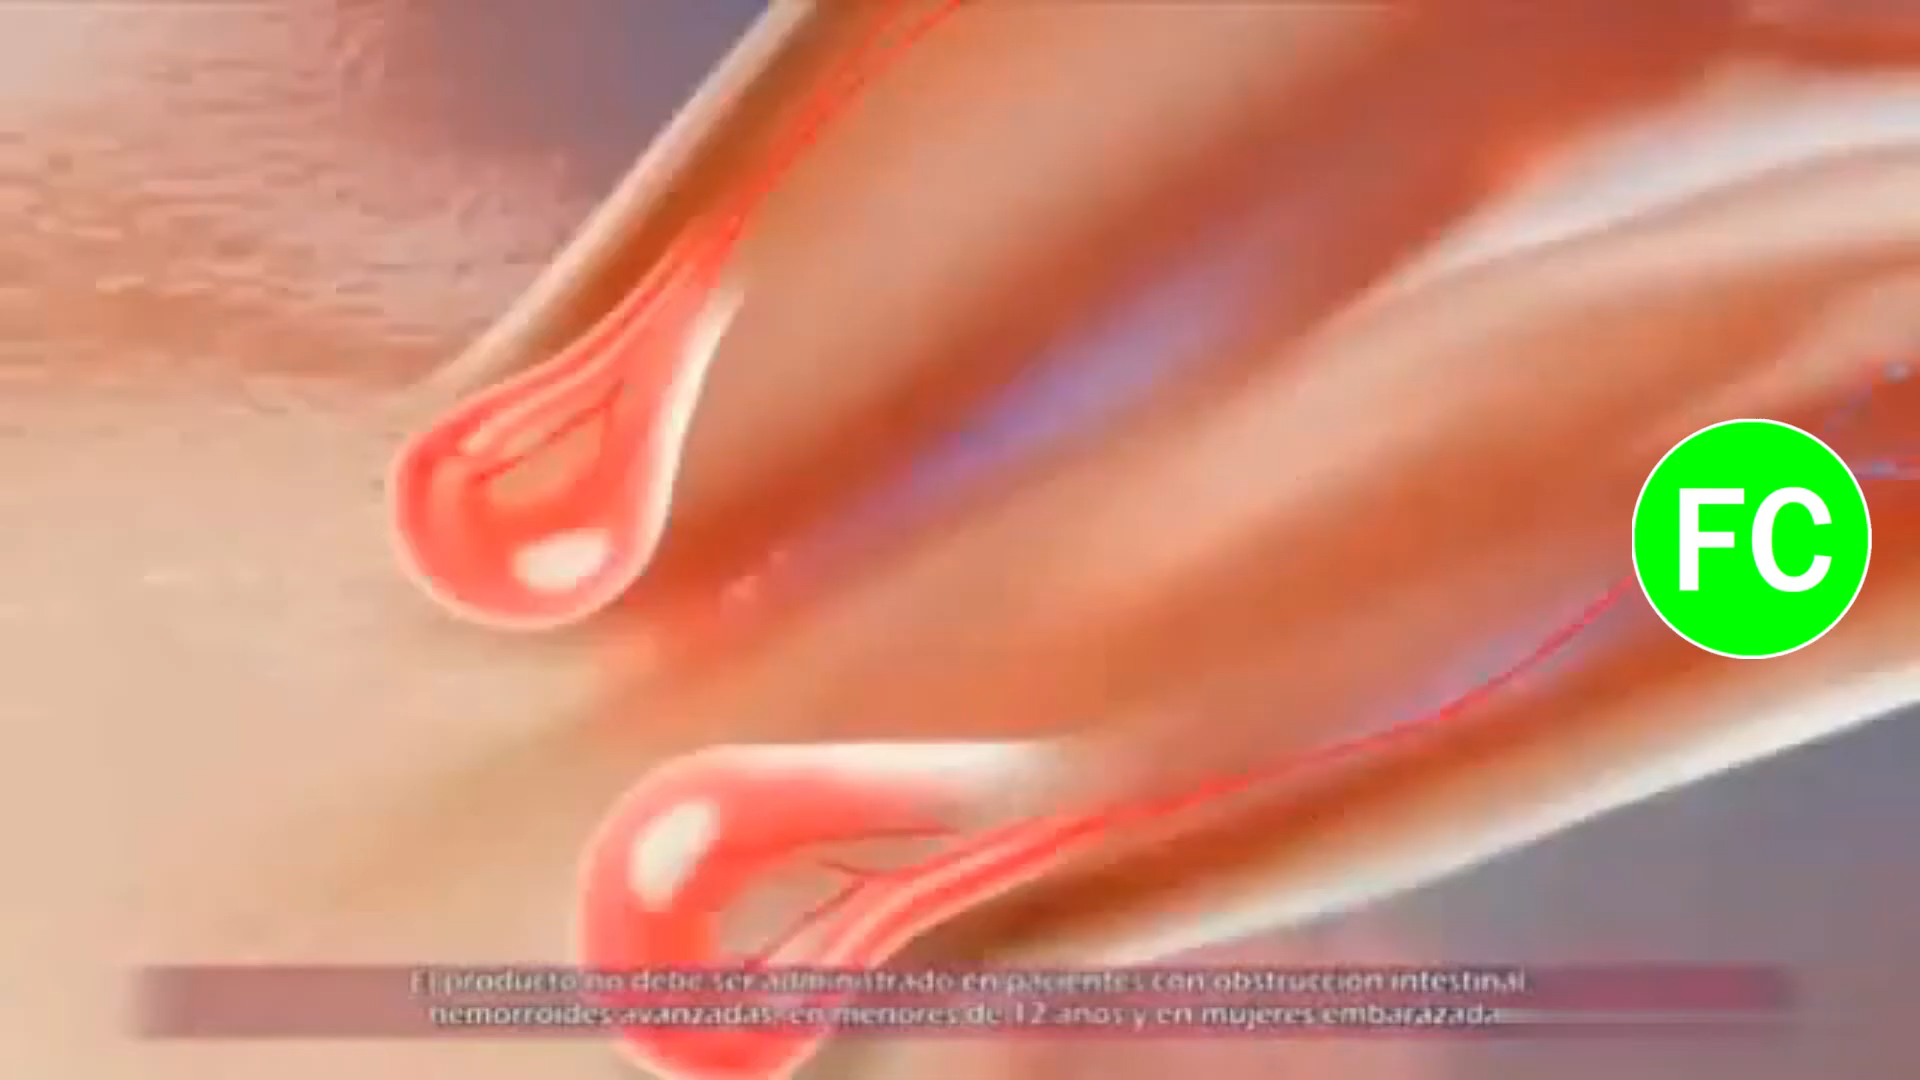 FC
El producto no debe ser administrado en pacientes con obstrucción intestinal
hemorroides avanzadas, en menores de 12 años y en mujeres embarazada